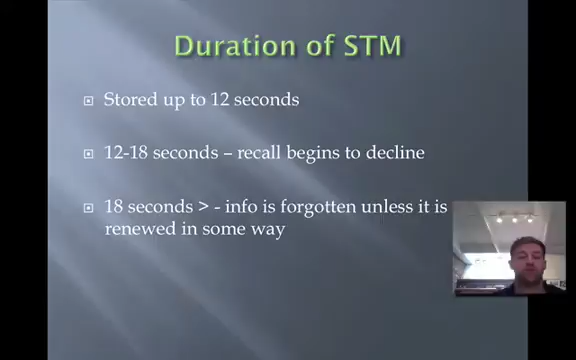 Duration of STM
Stored up to 12 seconds
12-18 seconds – recall begins to decline
18 seconds > - info is forgotten unless it is
renewed in some way